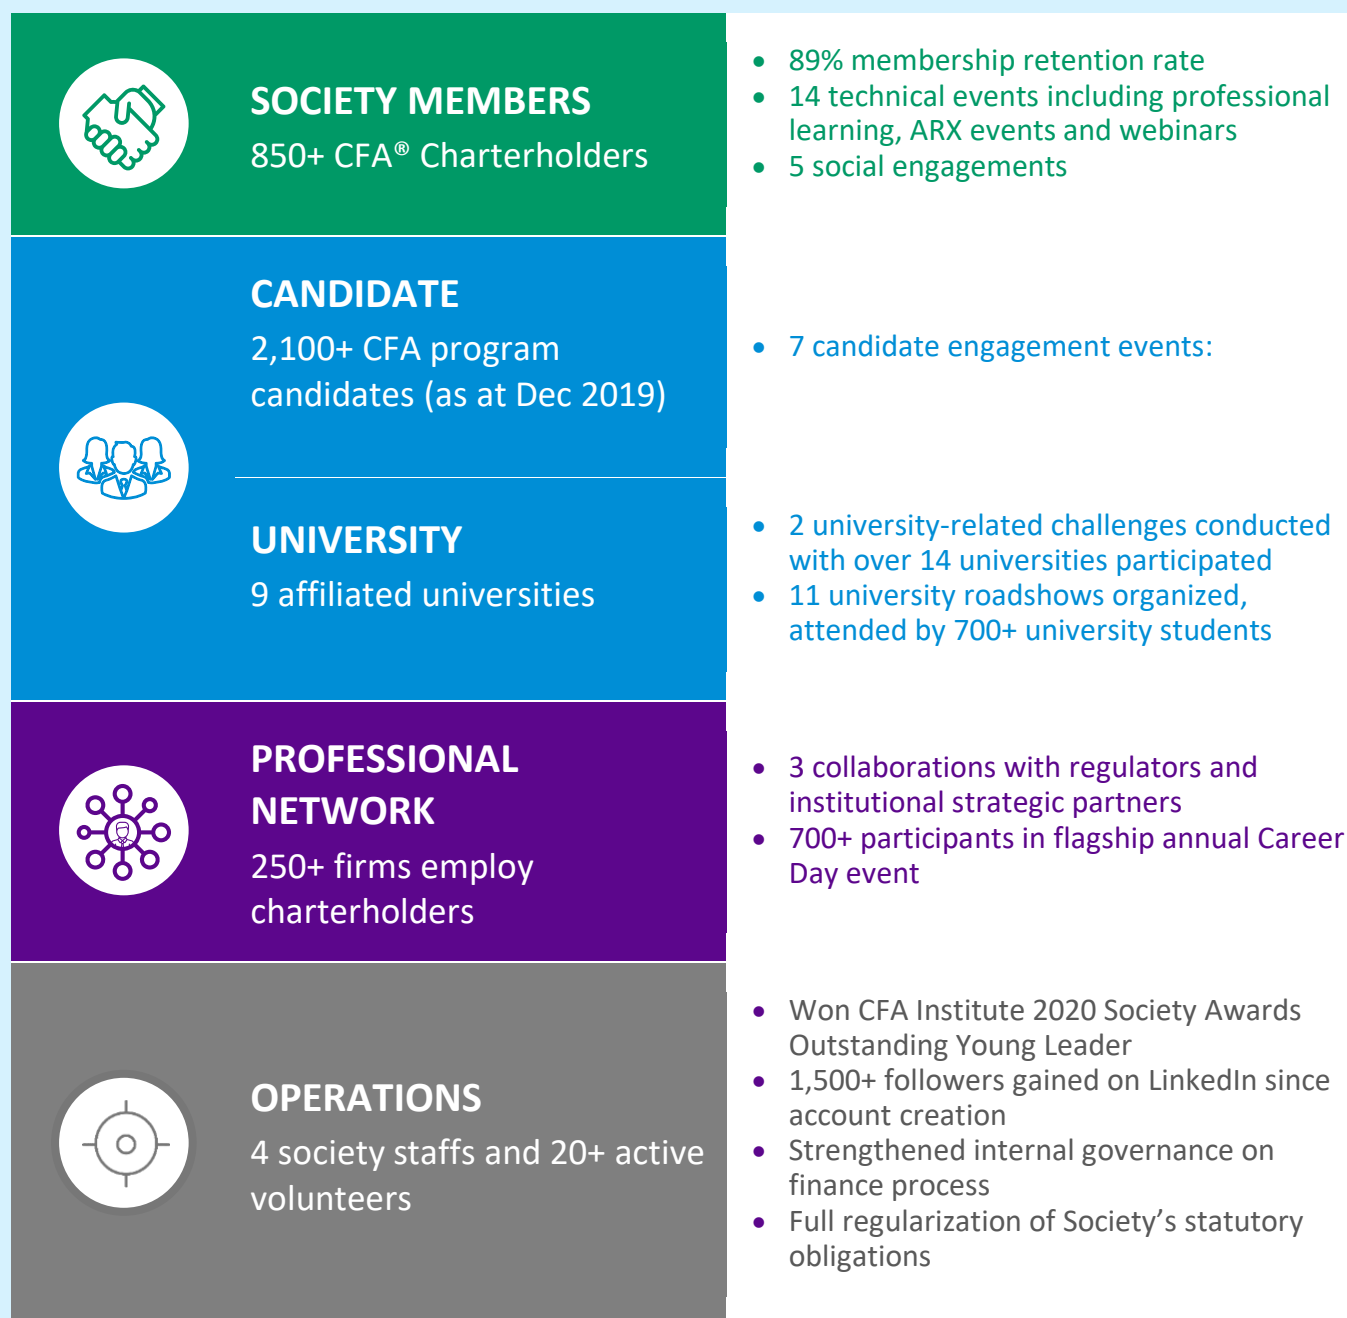 SOCIETY MEMBERS
850+ CFA® Charterholders
• 89% membership retention rate
• 14 technical events including professional
learning, ARX events and webinars
• 5 social engagements
CANDIDATE
2,100+ CFA program
candidates (as at Dec 2019)
• 7 candidate engagement events:
UNIVERSITY
9 affiliated universities
• 2 university-related challenges conducted
with over 14 universities participated
• 11 university roadshows organized,
attended by 700+ university students
PROFESSIONAL
NETWORK
250+ firms employ
charterholders
• 3 collaborations with regulators and
institutional strategic partners
• 700+ participants in flagship annual Career
Day event
OPERATIONS
4 society staffs and 20+ active
volunteers
• Won CFA Institute 2020 Society Awards
Outstanding Young Leader
• 1,500+ followers gained on LinkedIn since
account creation
• Strengthened internal governance on
finance process
• Full regularization of Society’s statutory
obligations